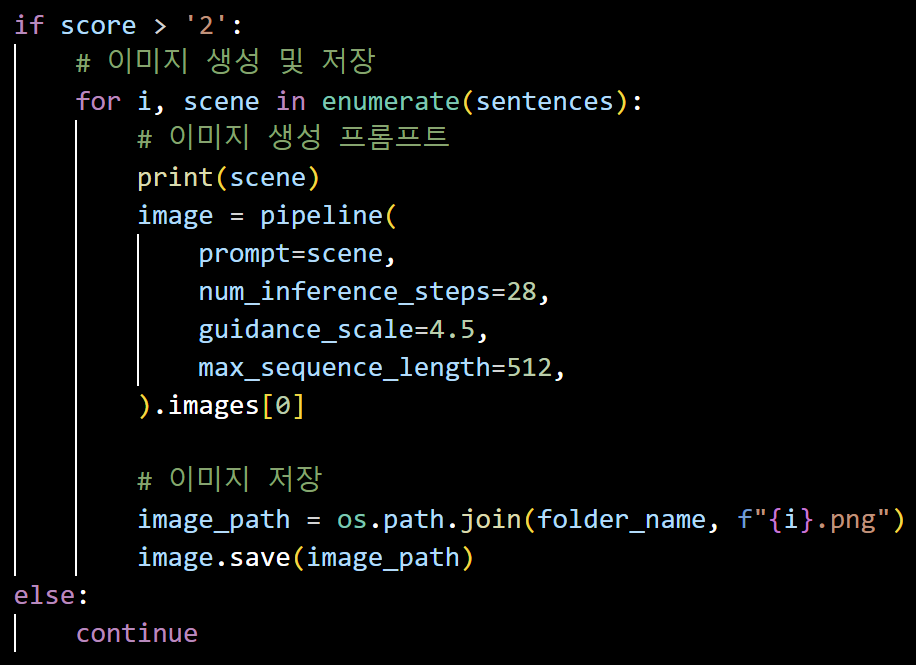 if score > '2':
    # 이미지 생성 및 저장
    for i, scene in enumerate(sentences):
        # 이미지 생성 프롬프트
        print(scene)
        image = pipeline(
            prompt=scene,
            num_inference_steps=28,
            guidance_scale=4.5,
            max_sequence_length=512,
        ).images[0]

        # 이미지 저장
        image_path = os.path.join(folder_name, f"{i}.png")
        image.save(image_path)
else:
    continue